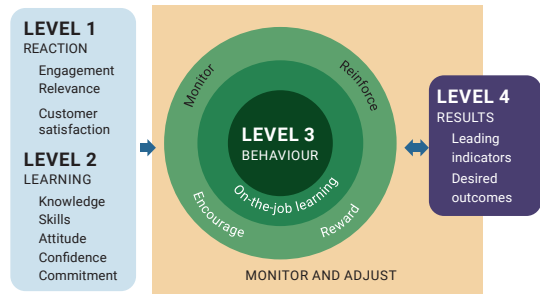 LEVEL 1
REACTION
Engagement
Relevance
Customer
satisfaction
LEVEL 2
LEARNING
Knowledge
Skills
Attitude
Confidence
Commitment
Monitor
Reinforce
LEVEL 3
BEHAVIOUR
On-the-job learning
Encourage
Reward
MONITOR AND ADJUST
LEVEL 4
RESULTS
Leading
indicators
Desired
outcomes